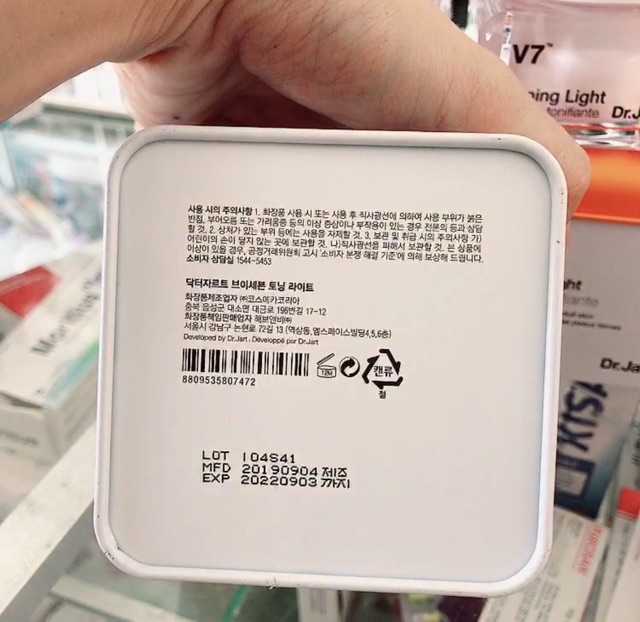 V7™
ning Light
tonifiante Dr.J
사용 시의 주의사항 1. 화장품 사용 시 또는 사용 후 직사광선에 의하여 사용 부위가 붉은
반점, 부어오름 또는 가려움증 등의 이상 증상이나 부작용이 있는 경우 전문의 등과 상담
할 것. 2. 상처가 있는 부위 등에는 사용을 자제할 것. 3. 보관 및 취급 시의 주의사항 가)
어린이의 손이 닿지 않는 곳에 보관할 것. 나)직사광선을 피해서 보관할 것. 본 상품에
이상이 있을 경우, 공정거래위원회 고시 '소비자 분쟁 해결 기준'에 의해 보상해 드립니다.
소비자 상담실 1544-5453
닥터자르트 브이세븐 토닝 라이트
화장품제조업자 ㈜코스메카코리아
충북 음성군 대소면 대금로 196번길 17-12
화장품책임판매업자 해브앤비㈜
서울시 강남구 논현로 72길 13 (역삼동,엠스페이스빌딩4,5,6층)
Developed by Dr.Jart · Développé par Dr.Jart
8809535807472
12M
캔류
철
LOT I04S41
MFD 20190904 제조
EXP 20220903 까지
ght
Dr.Ja